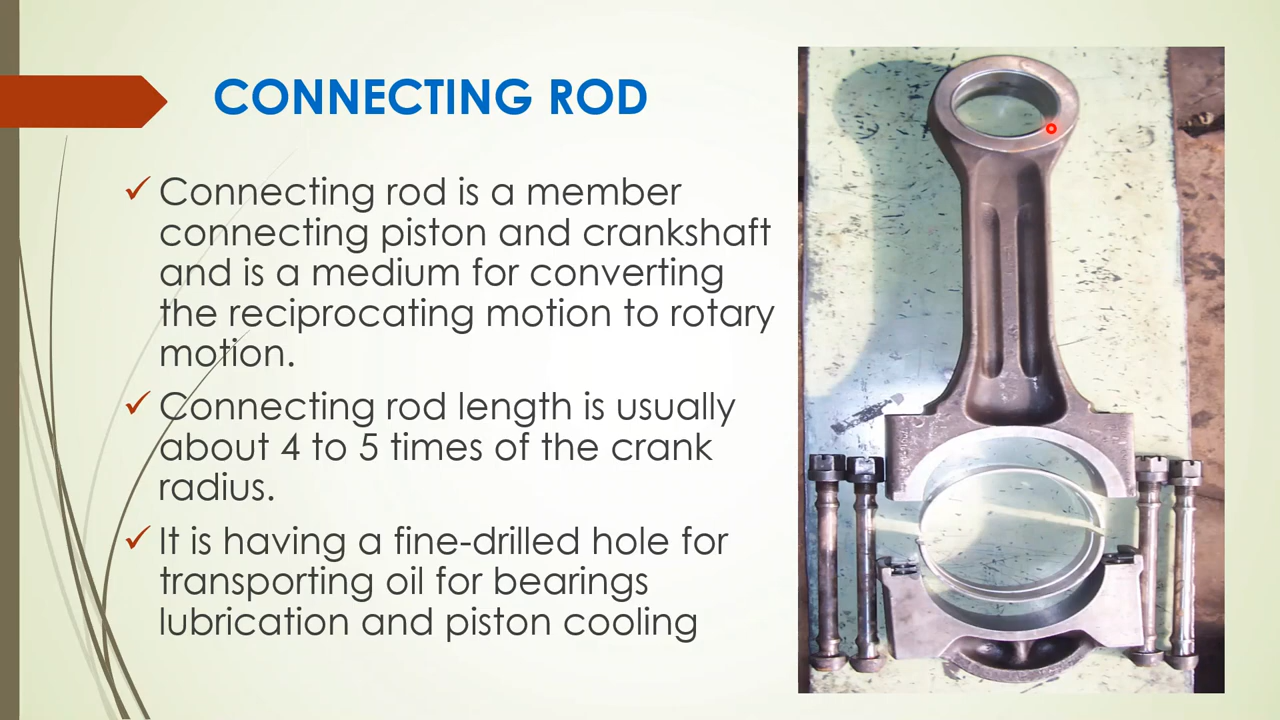 CONNECTING ROD
✓ Connecting rod is a member
connecting piston and crankshaft
and is a medium for converting
the reciprocating motion to rotary
motion.
✓ Connecting rod length is usually
about 4 to 5 times of the crank
radius.
✓ It is having a fine-drilled hole for
transporting oil for bearings
lubrication and piston cooling